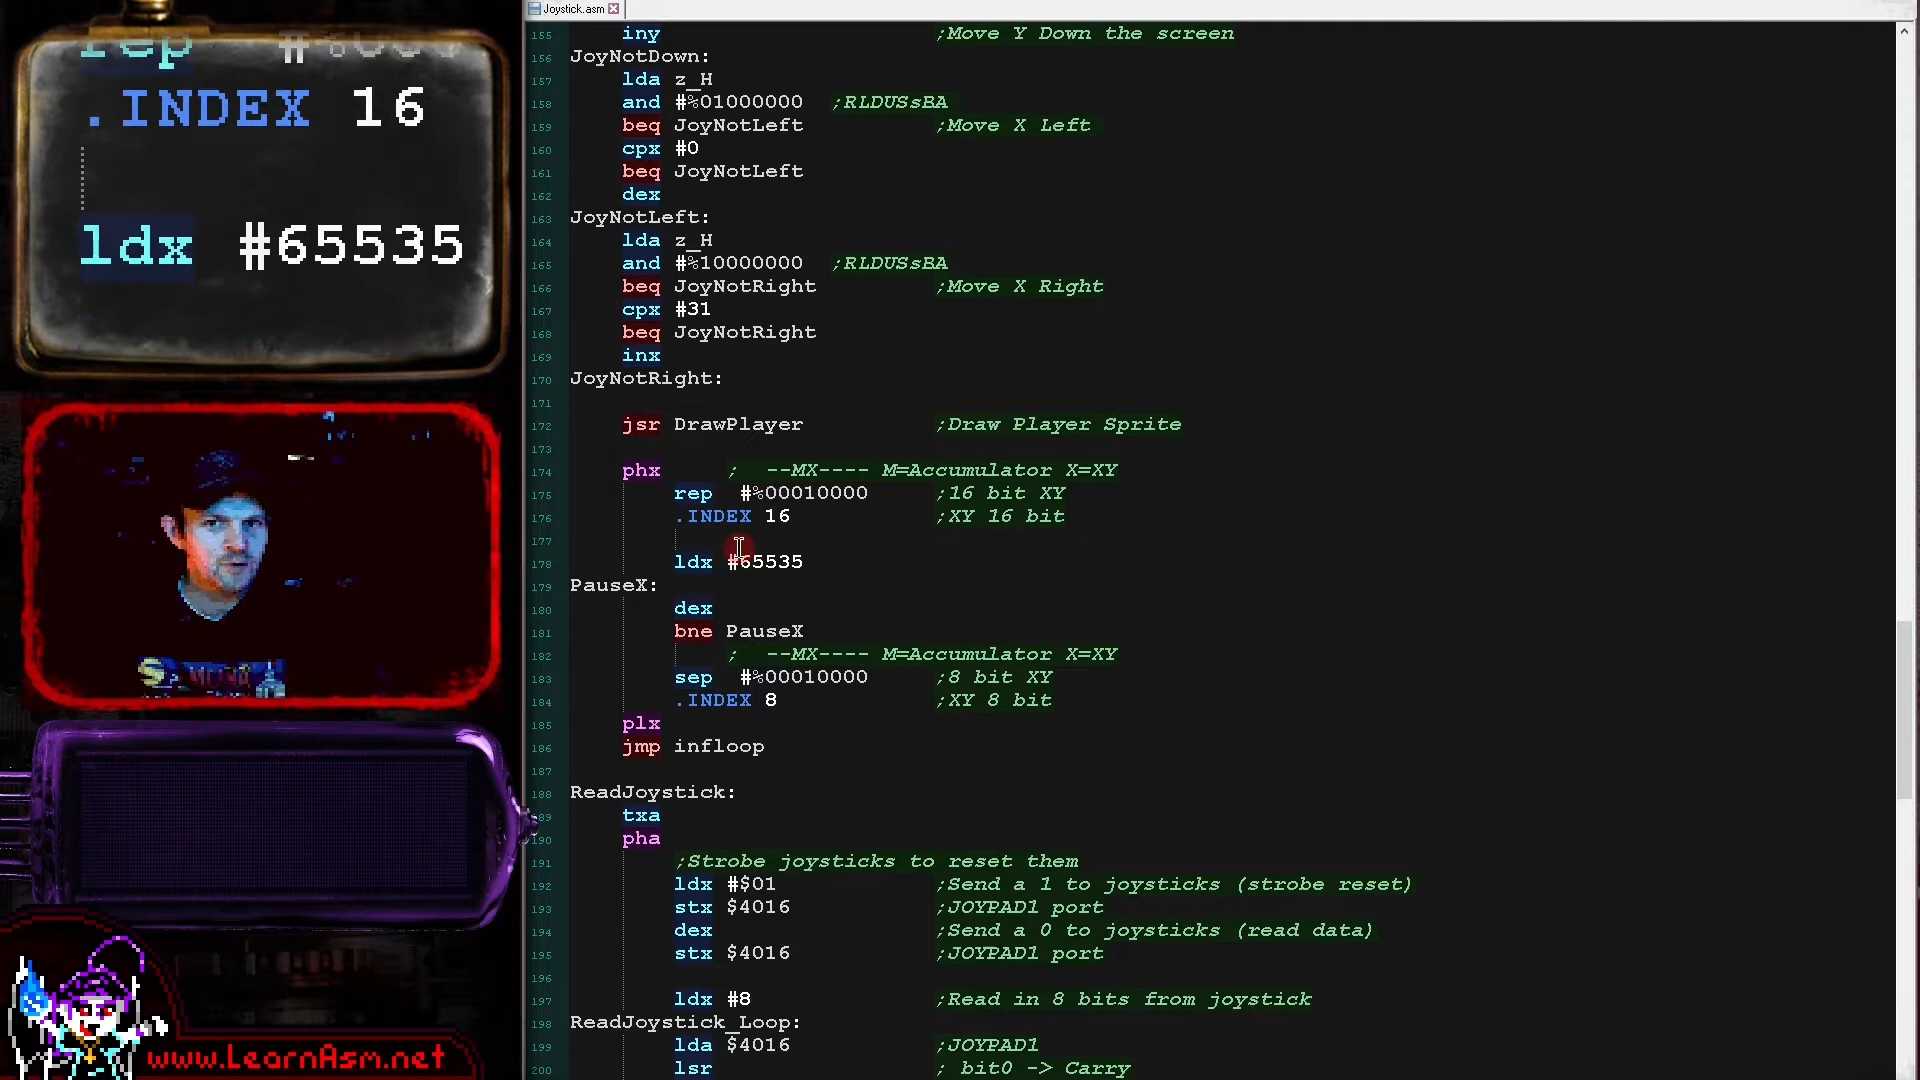 rep #%000
.INDEX 16
ldx #65535
www.LearnAsm.net
Joystick.asm
155 iny ;Move Y Down the screen
156 JoyNotDown:
157 lda z_H
158 and #%01000000 ;RLDUSsBA
159 beq JoyNotLeft ;Move X Left
160 cpx #0
161 beq JoyNotLeft
162 dex
163 JoyNotLeft:
164 lda z_H
165 and #%10000000 ;RLDUSsBA
166 beq JoyNotRight ;Move X Right
167 cpx #31
168 beq JoyNotRight
169 inx
170 JoyNotRight:
171
172 jsr DrawPlayer ;Draw Player Sprite
173
174 phx ; --MX---- M=Accumulator X=XY
175 rep #%00010000 ;16 bit XY
176 .INDEX 16 ;XY 16 bit
177
178 ldx #65535
179 PauseX:
180 dex
181 bne PauseX
182 ; --MX---- M=Accumulator X=XY
183 sep #%00010000 ;8 bit XY
184 .INDEX 8 ;XY 8 bit
185 plx
186 jmp infloop
187
188 ReadJoystick:
189 txa
190 pha
191 ;Strobe joysticks to reset them
192 ldx #$01 ;Send a 1 to joysticks (strobe reset)
193 stx $4016 ;JOYPAD1 port
194 dex ;Send a 0 to joysticks (read data)
195 stx $4016 ;JOYPAD1 port
196
197 ldx #8 ;Read in 8 bits from joystick
198 ReadJoystick_Loop:
199 lda $4016 ;JOYPAD1
200 lsr ; bit0 -> Carry